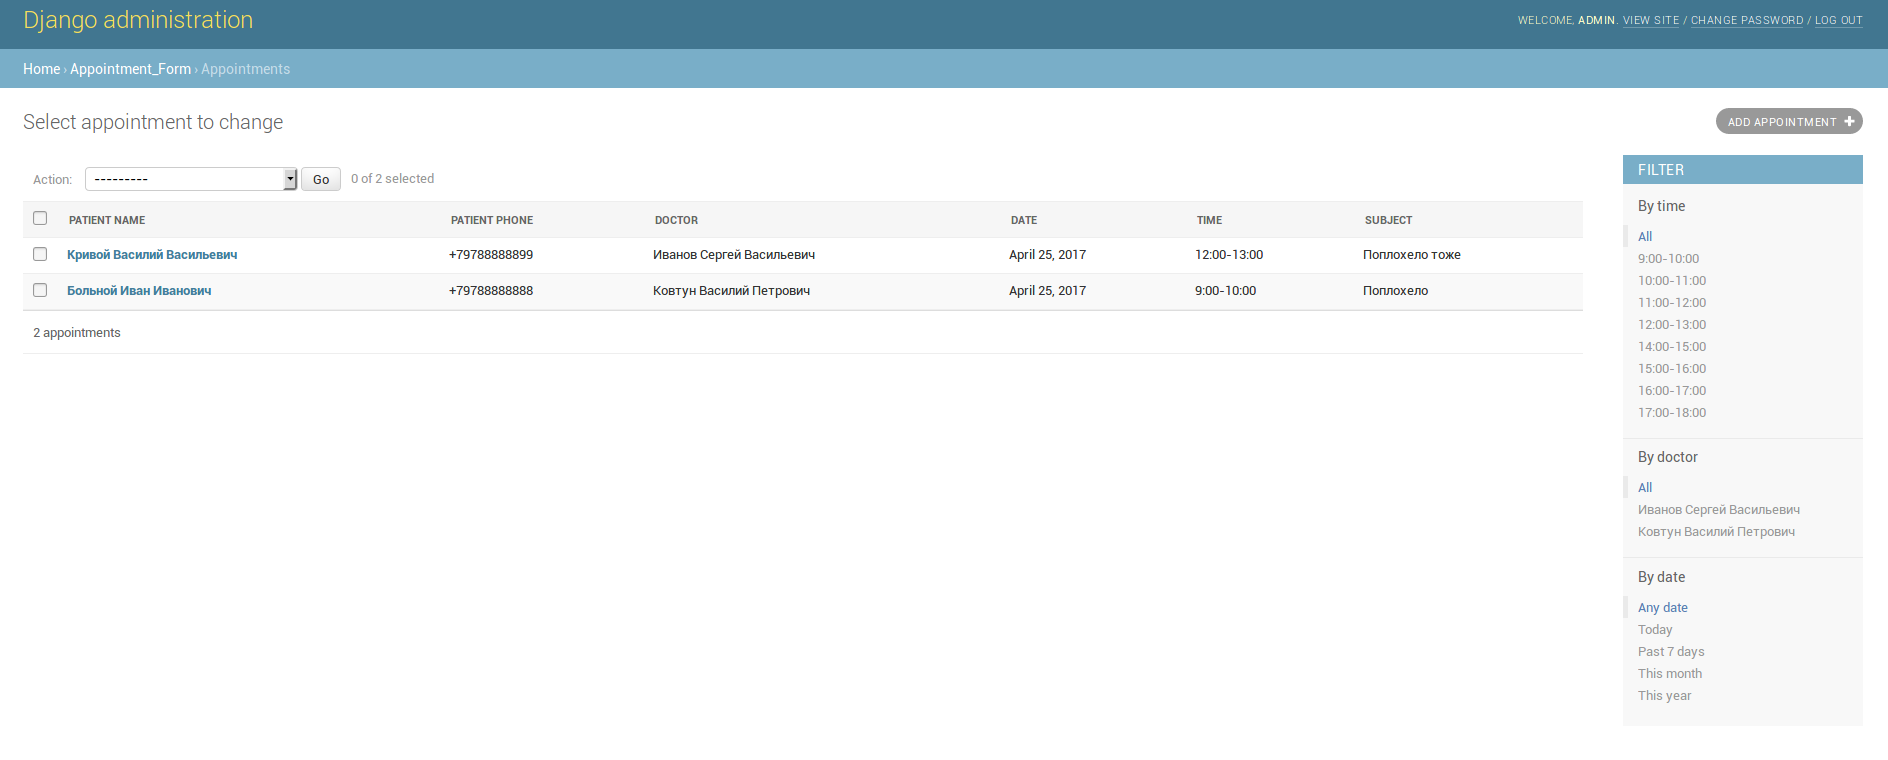 Django administration
WELCOME, ADMIN. VIEW SITE / CHANGE PASSWORD / LOG OUT
Home › Appointment_Form › Appointments
Select appointment to change
ADD APPOINTMENT
Action: --------- Go 0 of 2 selected
PATIENT NAME PATIENT PHONE DOCTOR DATE TIME SUBJECT
Кривой Василий Васильевич +79788888899 Иванов Сергей Васильевич April 25, 2017 12:00-13:00 Поплохело тоже
Больной Иван Иванович +79788888888 Ковтун Василий Петрович April 25, 2017 9:00-10:00 Поплохело
2 appointments
FILTER
By time
All
9:00-10:00
10:00-11:00
11:00-12:00
12:00-13:00
14:00-15:00
15:00-16:00
16:00-17:00
17:00-18:00
By doctor
All
Иванов Сергей Васильевич
Ковтун Василий Петрович
By date
Any date
Today
Past 7 days
This month
This year